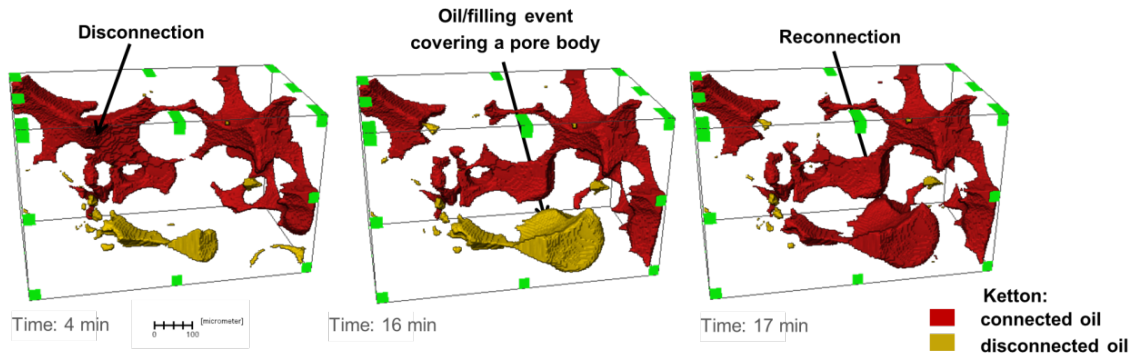 Disconnection
Oil/filling event
covering a pore body
Reconnection
Time: 4 min
[micrometer]
0 100
Time: 16 min
Time: 17 min
Ketton:
connected oil
disconnected oil